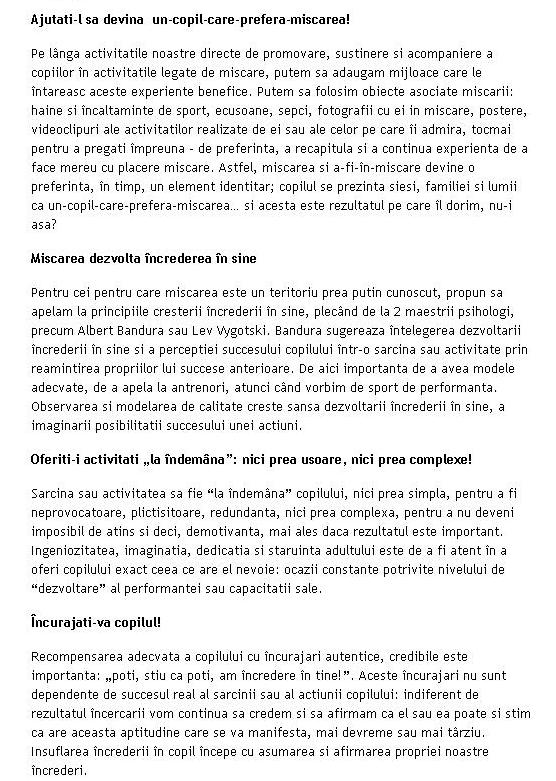 Ajutati-l sa devina  un-copil-care-prefera-miscarea!
Pe lânga activitatile noastre directe de promovare, sustinere si acompaniere a
copiilor în activitatile legate de miscare, putem sa adaugam mijloace care le
întareasc aceste experiente benefice. Putem sa folosim obiecte asociate miscarii:
haine si încaltaminte de sport, ecusoane, sepci, fotografii cu ei in miscare, postere,
videoclipuri ale activitatilor realizate de ei sau ale celor pe care îi admira, tocmai
pentru a pregati împreuna - de preferinta, a recapitula si a continua experienta de a
face mereu cu placere miscare. Astfel, miscarea si a-fi-în-miscare devine o
preferinta, în timp, un element identitar; copilul se prezinta siesi, familiei si lumii
ca un-copil-care-prefera-miscarea… si acesta este rezultatul pe care îl dorim, nu-i
asa?
Miscarea dezvolta încrederea în sine
Pentru cei pentru care miscarea este un teritoriu prea putin cunoscut, propun sa
apelam la principiile cresterii încrederii în sine, plecând de la 2 maestrii psihologi,
precum Albert Bandura sau Lev Vygotski. Bandura sugereaza întelegerea dezvoltarii
încrederii în sine si a perceptiei succesului copilului într-o sarcina sau activitate prin
reamintirea propriilor lui succese anterioare. De aici importanta de a avea modele
adecvate, de a apela la antrenori, atunci când vorbim de sport de performanta.
Observarea si modelarea de calitate creste sansa dezvoltarii încrederii în sine, a
imaginarii posibilitatii succesului unei actiuni.
Oferiti-i activitati „la îndemâna”: nici prea usoare, nici prea complexe!
Sarcina sau activitatea sa fie “la îndemâna” copilului, nici prea simpla, pentru a fi
neprovocatoare, plictisitoare, redundanta, nici prea complexa, pentru a nu deveni
imposibil de atins si deci, demotivanta, mai ales daca rezultatul este important.
Ingeniozitatea, imaginatia, dedicatia si staruinta adultului este de a fi atent în a
oferi copilului exact ceea ce are el nevoie: ocazii constante potrivite nivelului de
“dezvoltare” al performantei sau capacitatii sale.
Încurajati-va copilul!
Recompensarea adecvata a copilului cu încurajari autentice, credibile este
importanta: „poti, stiu ca poti, am încredere în tine!”. Aceste încurajari nu sunt
dependente de succesul real al sarcinii sau al actiunii copilului: indiferent de
rezultatul încercarii vom continua sa credem si sa afirmam ca el sau ea poate si stim
ca are aceasta aptitudine care se va manifesta, mai devreme sau mai târziu.
Insuflarea încrederii în copil începe cu asumarea si afirmarea propriei noastre
încrederi.